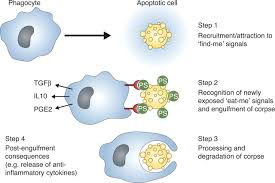 Phagocyte
Apoptotic cell
Step 1
Recruitment/attraction to
'find-me' signals
TGFβ
IL10
PGE2
PS
PS
PS
PS
PS
Step 2
Recognition of newly
exposed 'eat-me' signals
and engulfment of corpse
Step 4
Post-engulfment
consequences
(e.g. release of anti-
inflammatory cytokines)
Step 3
Processing and
degradation of corpse